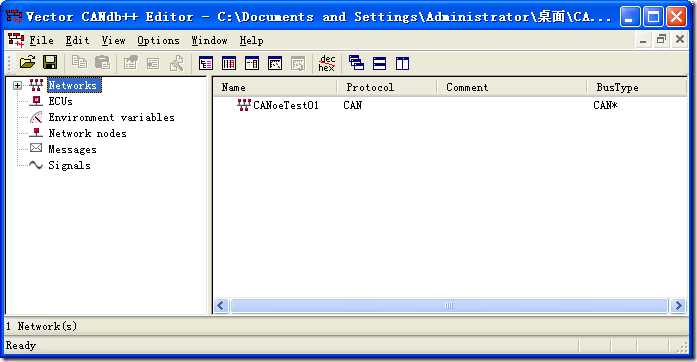 Vector CANdb++ Editor - C:\Documents and Settings\Administrator\桌面\CA...
File Edit View Options Window Help
dec
hex
Networks
ECUs
Environment variables
Network nodes
Messages
Signals
Name Protocol Comment BusType
CANoeTest01 CAN CAN*
1 Network(s)
Ready